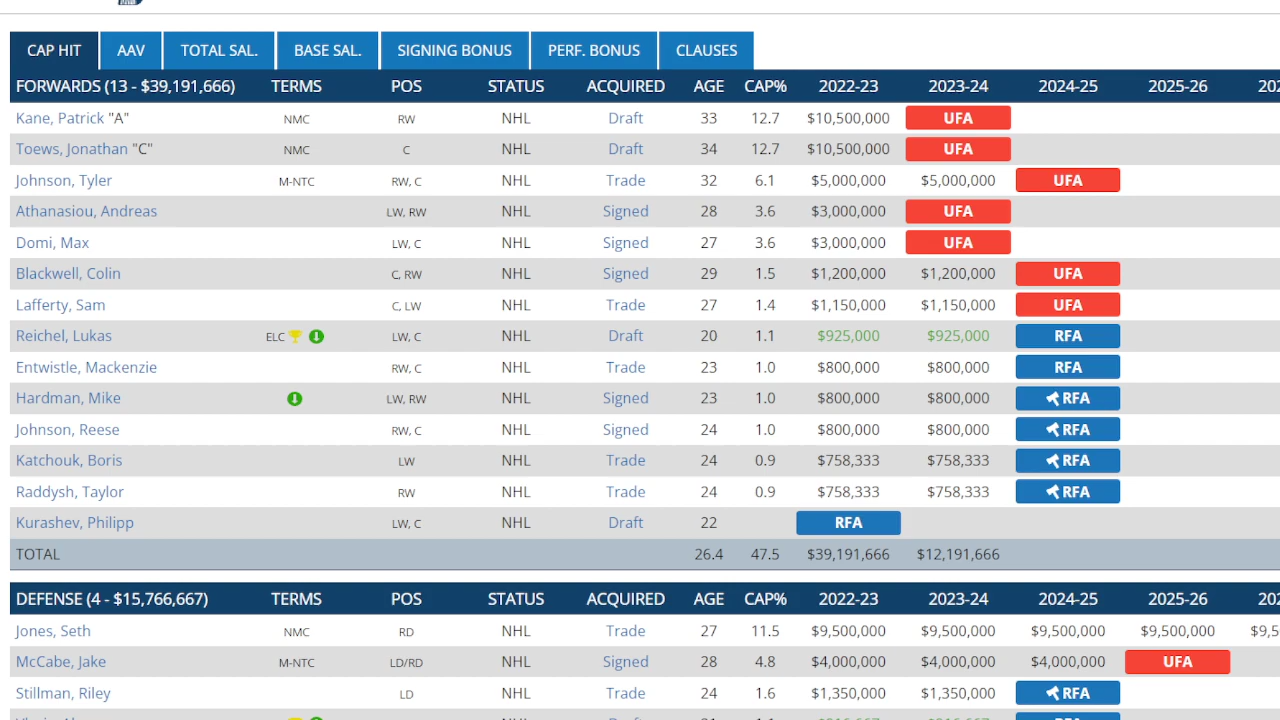 CAP HIT AAV TOTAL SAL. BASE SAL. SIGNING BONUS PERF. BONUS CLAUSES
FORWARDS (13 - $39,191,666) TERMS POS STATUS ACQUIRED AGE CAP% 2022-23 2023-24 2024-25 2025-26
Kane, Patrick "A" NMC RW NHL Draft 33 12.7 $10,500,000 UFA
Toews, Jonathan "C" NMC C NHL Draft 34 12.7 $10,500,000 UFA
Johnson, Tyler M-NTC RW, C NHL Trade 32 6.1 $5,000,000 $5,000,000 UFA
Athanasiou, Andreas LW, RW NHL Signed 28 3.6 $3,000,000 UFA
Domi, Max LW, C NHL Signed 27 3.6 $3,000,000 UFA
Blackwell, Colin C, RW NHL Signed 29 1.5 $1,200,000 $1,200,000 UFA
Lafferty, Sam C, LW NHL Trade 27 1.4 $1,150,000 $1,150,000 UFA
Reichel, Lukas ELC LW, C NHL Draft 20 1.1 $925,000 $925,000 RFA
Entwistle, Mackenzie RW, C NHL Trade 23 1.0 $800,000 $800,000 RFA
Hardman, Mike LW, RW NHL Signed 23 1.0 $800,000 $800,000 RFA
Johnson, Reese RW, C NHL Signed 24 1.0 $800,000 $800,000 RFA
Katchouk, Boris LW NHL Trade 24 0.9 $758,333 $758,333 RFA
Raddysh, Taylor RW NHL Trade 24 0.9 $758,333 $758,333 RFA
Kurashev, Philipp LW, C NHL Draft 22 RFA
TOTAL 26.4 47.5 $39,191,666 $12,191,666
DEFENSE (4 - $15,766,667) TERMS POS STATUS ACQUIRED AGE CAP% 2022-23 2023-24 2024-25 2025-26
Jones, Seth NMC RD NHL Trade 27 11.5 $9,500,000 $9,500,000 $9,500,000 $9,500,000
McCabe, Jake M-NTC LD/RD NHL Signed 28 4.8 $4,000,000 $4,000,000 $4,000,000 UFA
Stillman, Riley LD NHL Trade 24 1.6 $1,350,000 $1,350,000 RFA